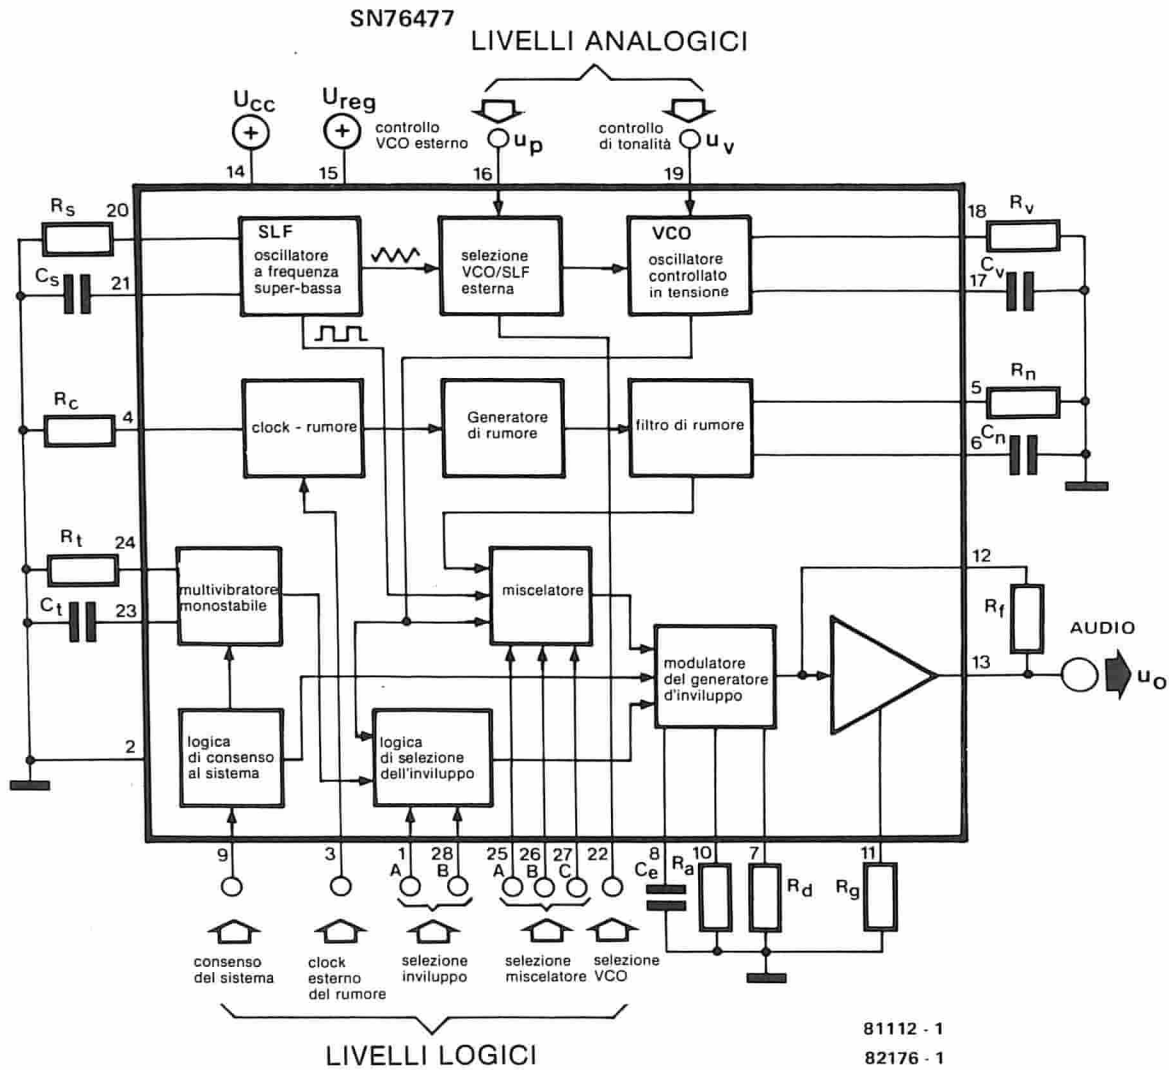 SN76477
LIVELLI ANALOGICI
Ucc
Ureg
controllo
VCO esterno
up
controllo
di tonalità
uv
14
15
16
19
Rs
20
18
Rv
SLF
oscillatore
a frequenza
super-bassa
selezione
VCO/SLF
esterna
VCO
oscillatore
controllato
in tensione
Cs
21
17
Cv
Rc
4
clock - rumore
Generatore
di rumore
filtro di rumore
5
Rn
6
Cn
Rt
24
multivibratore
monostabile
miscelatore
12
Ct
23
Rf
AUDIO
13
uo
modulatore
del generatore
d'inviluppo
2
logica
di consenso
al sistema
logica
di selezione
dell'inviluppo
9
3
1
A
28
B
25
A
26
B
27
C
22
8
Ce
Ra
10
7
Rd
11
Rg
consenso
del sistema
clock
esterno
del rumore
selezione
inviluppo
selezione
miscelatore
selezione
VCO
LIVELLI LOGICI
81112 - 1
82176 - 1